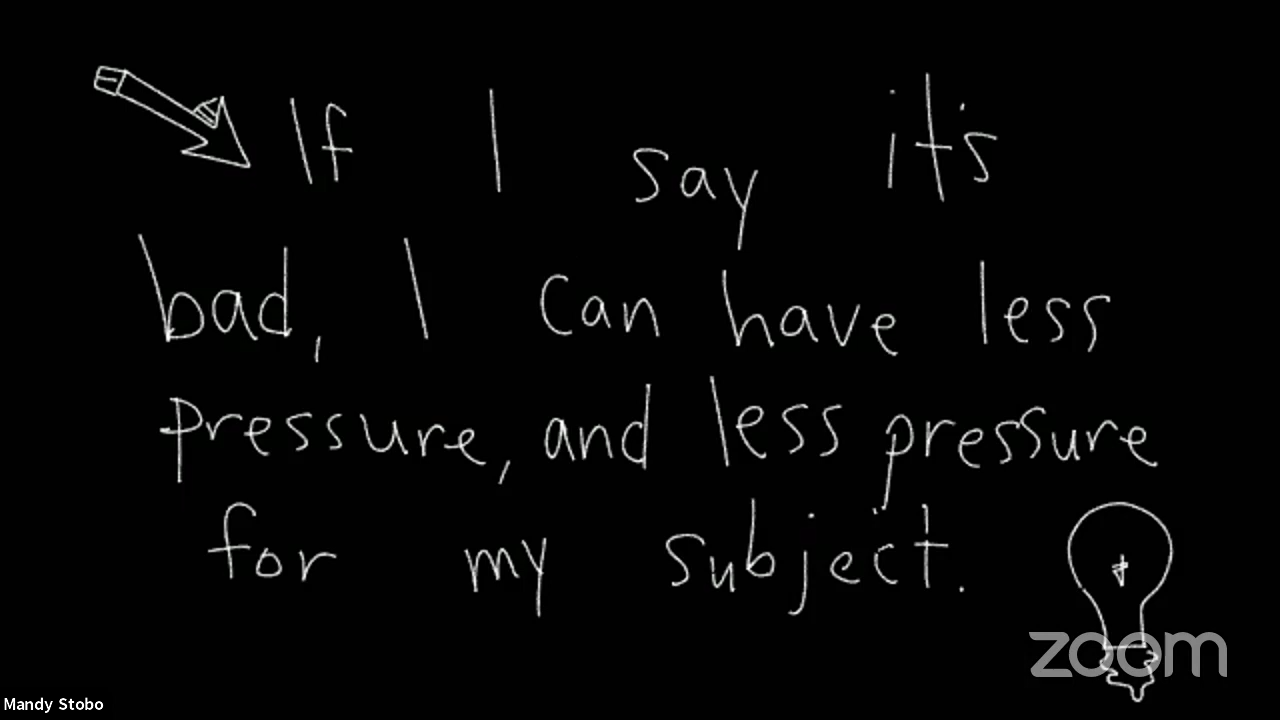 If I say it's
bad, I can have less
pressure, and less pressure
for my subject.
zoom
Mandy Stobo